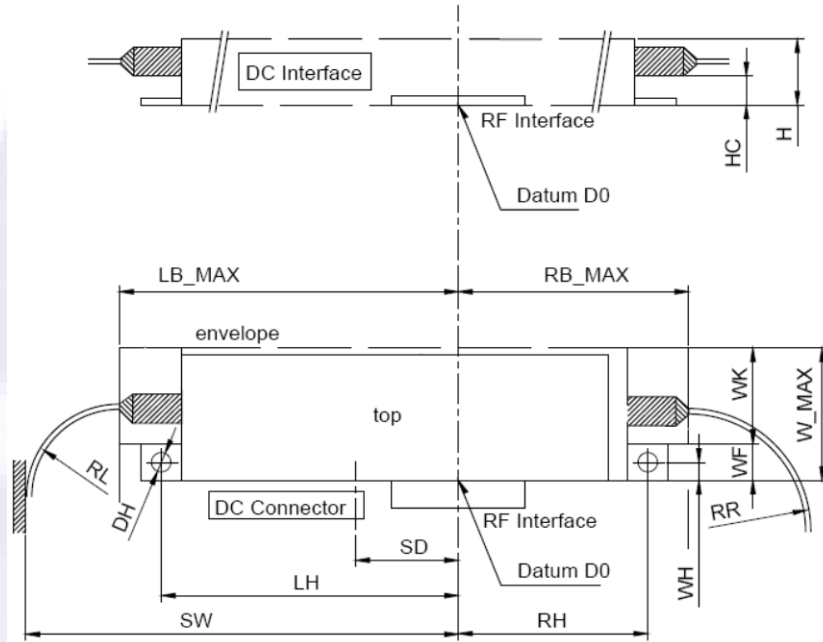 DC Interface
RF Interface
Datum D0
HC
H
LB_MAX
RB_MAX
envelope
top
WK
W_MAX
WF
RL
DH
DC Connector
RF Interface
RR
SD
WH
Datum D0
LH
SW
RH